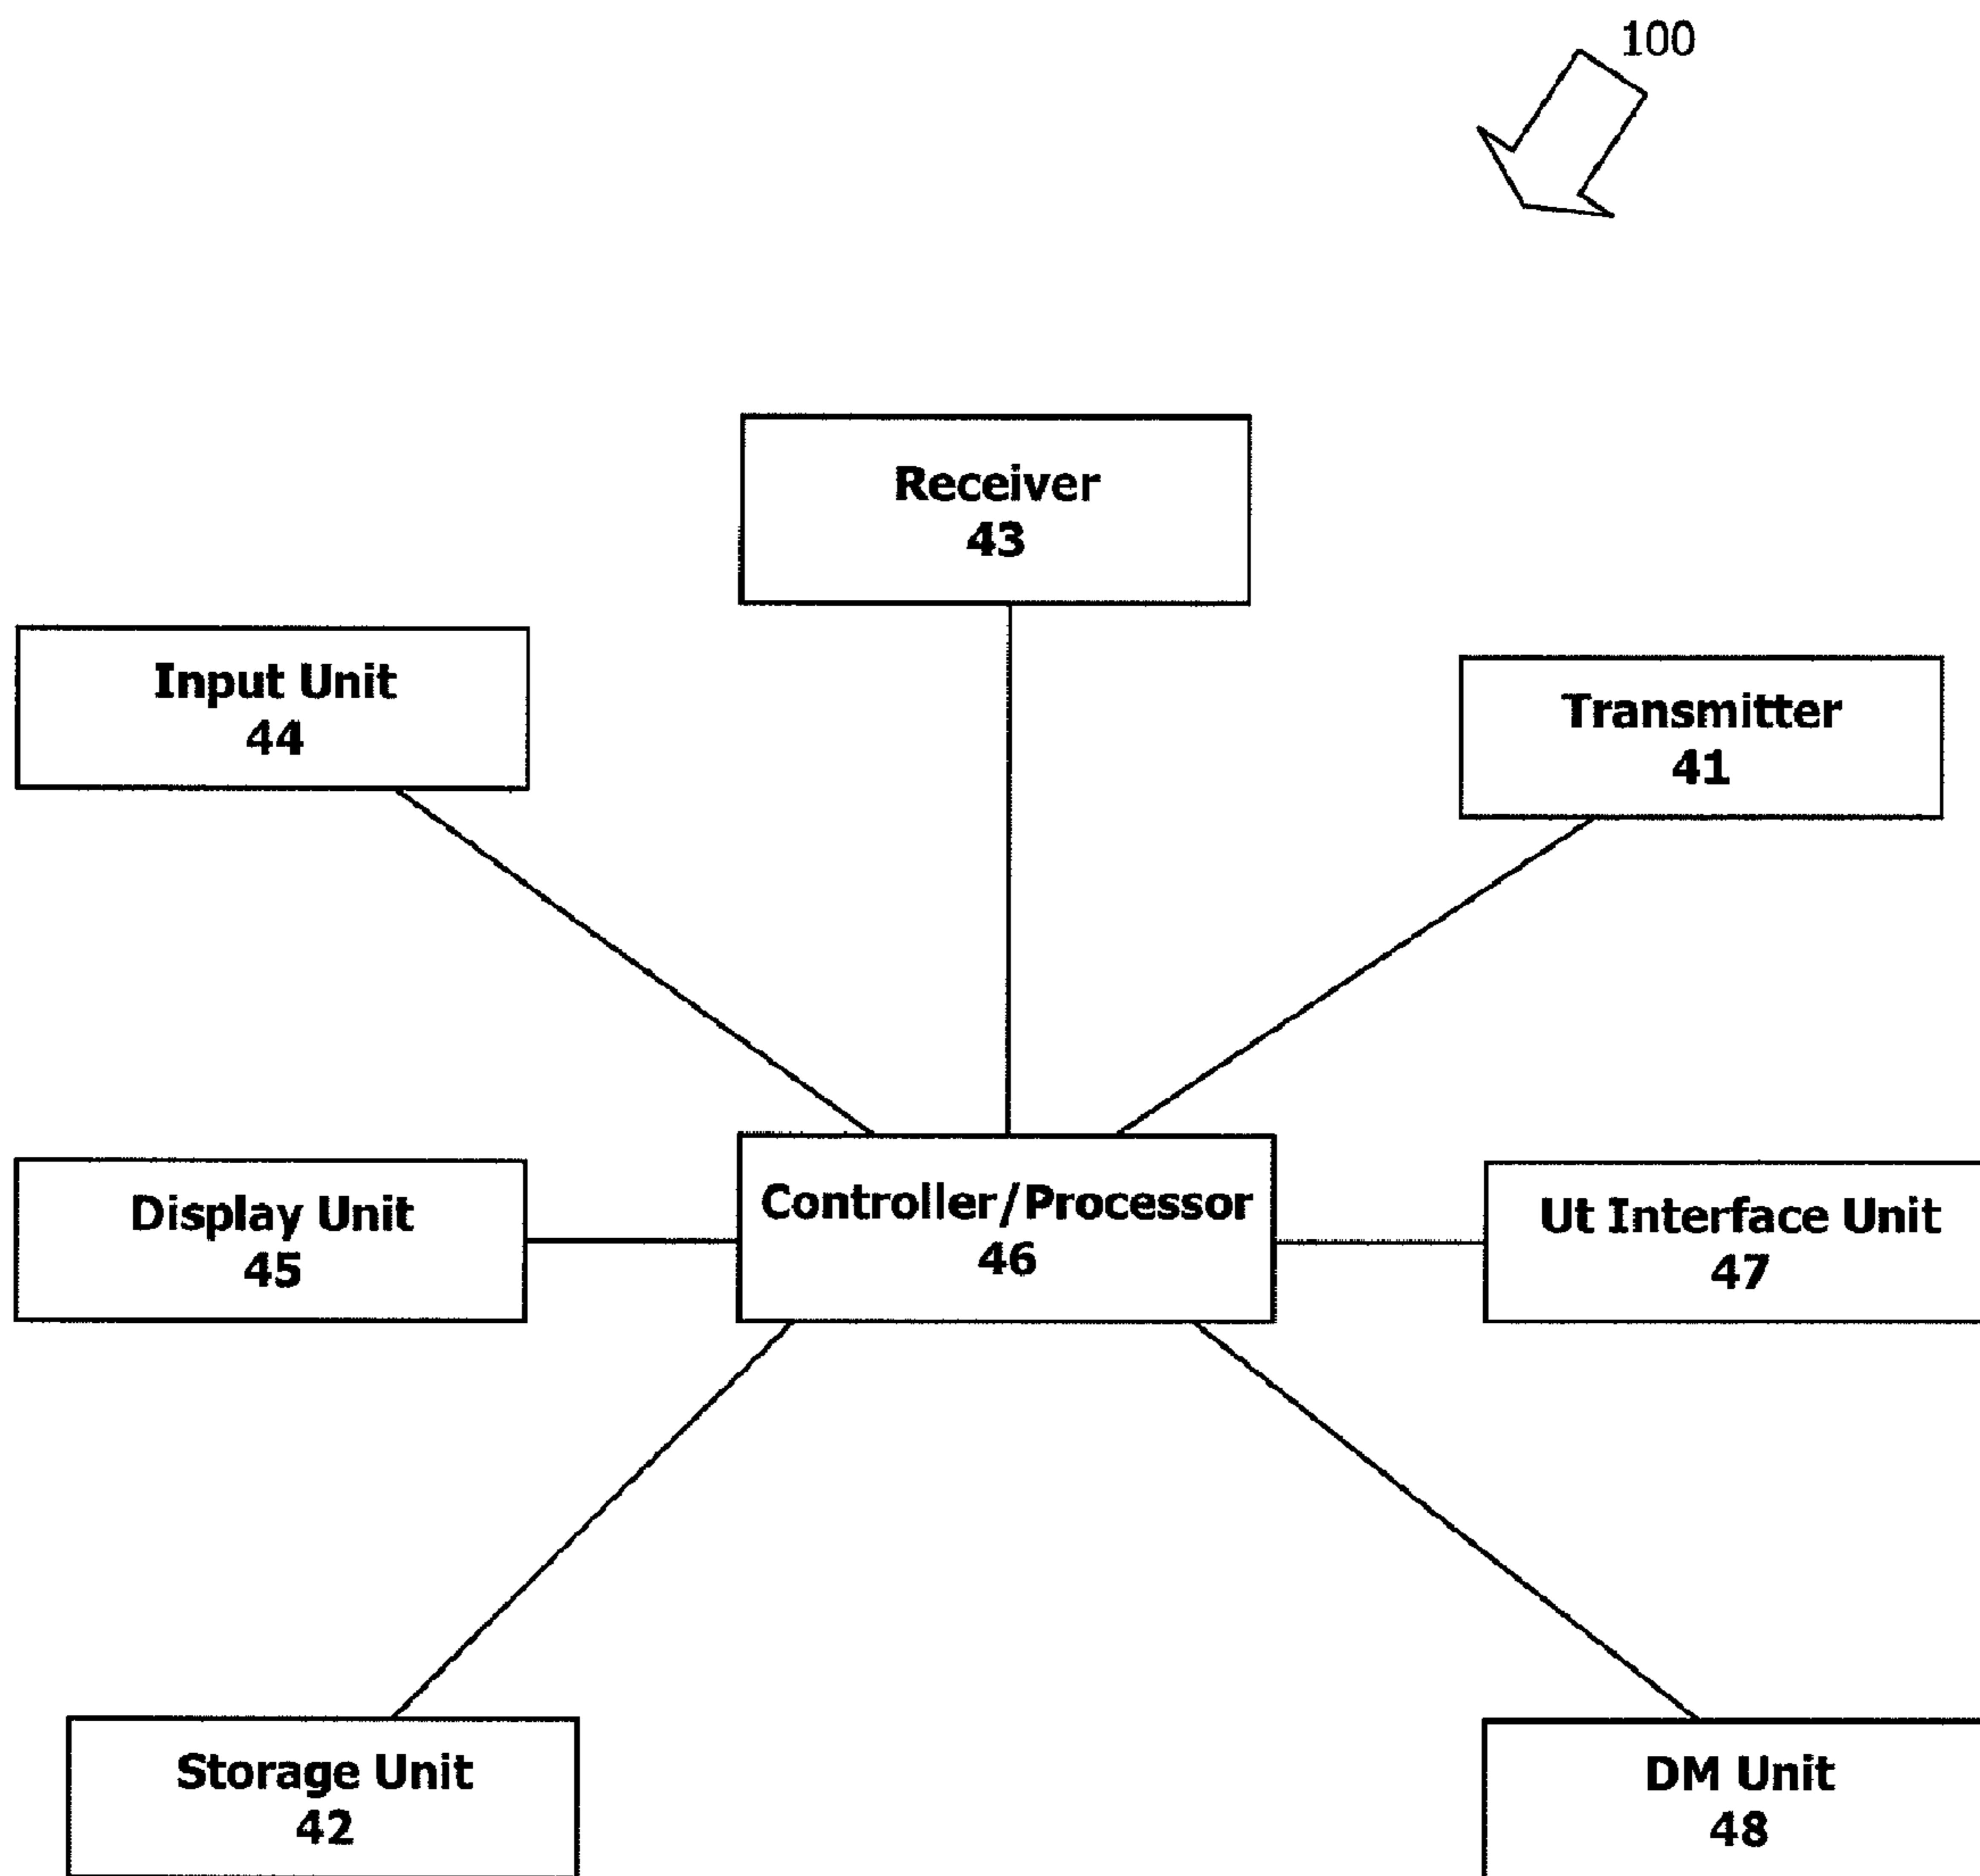 100
Receiver
43
Input Unit
44
Transmitter
41
Display Unit
45
Controller/Processor
46
Ut Interface Unit
47
Storage Unit
42
DM Unit
48